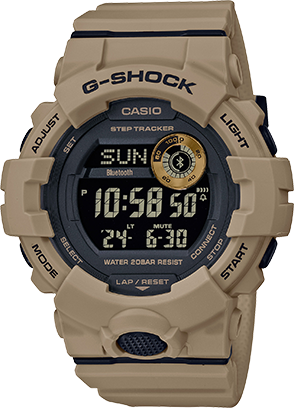 G-SHOCK
CASIO
ADJUST
SET
STEP TRACKER
LIGHT
SUN
Bluetooth
P 10:58 50
LT MUTE
24 6:30
MODE
SELECT
CONNECT
STOP
START
WATER 20BAR RESIST
LAP / RESET